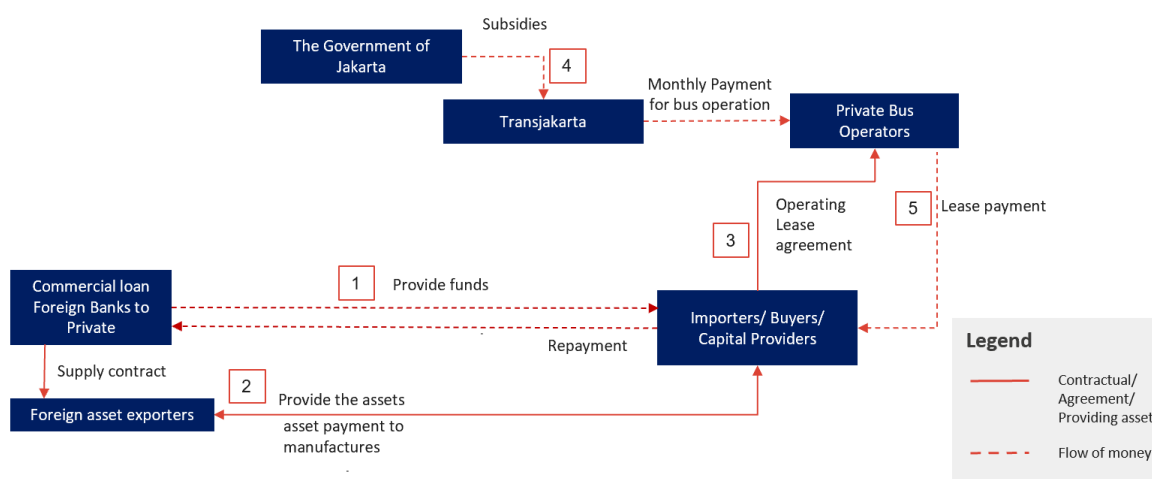 Subsidies
The Government of
Jakarta
4
Transjakarta
Monthly Payment
for bus operation
Private Bus
Operators
3
Operating
Lease
agreement
5
Lease payment
Commercial loan
Foreign Banks to
Private
1
Provide funds
Repayment
Importers/ Buyers/
Capital Providers
Supply contract
2
Foreign asset exporters
Provide the assets
asset payment to
manufactures
Legend
Contractual/
Agreement/
Providing asset
Flow of money